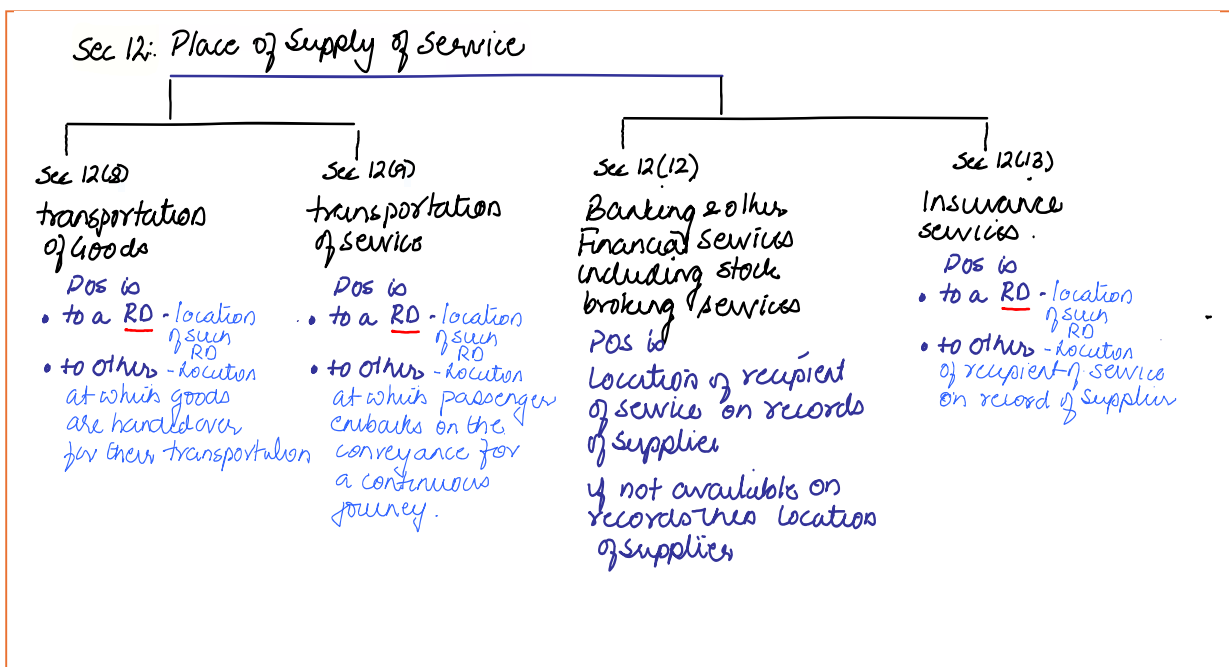 Sec 12: Place of Supply of Service
Sec 12(8)
transportation
of Goods
POS is
• to a RD - location
of such
RD
• to other - Location
at which goods
are handedover
for their transportation
Sec 12(9)
transportation
of service
POS is
• to a RD - location
of such
RD
• to other - Location
at which passenger
embarks on the
conveyance for
a continuous
journey.
Sec 12(12)
Banking & other
Financial services
including stock
broking services
POS is
Location of recipient
of service on records
of supplier
if not available on
records then location
of supplier
Sec 12(13)
Insurance
services.
POS is
• to a RD - location
of such
RD
• to other - Location
of recipient of service
on record of supplier